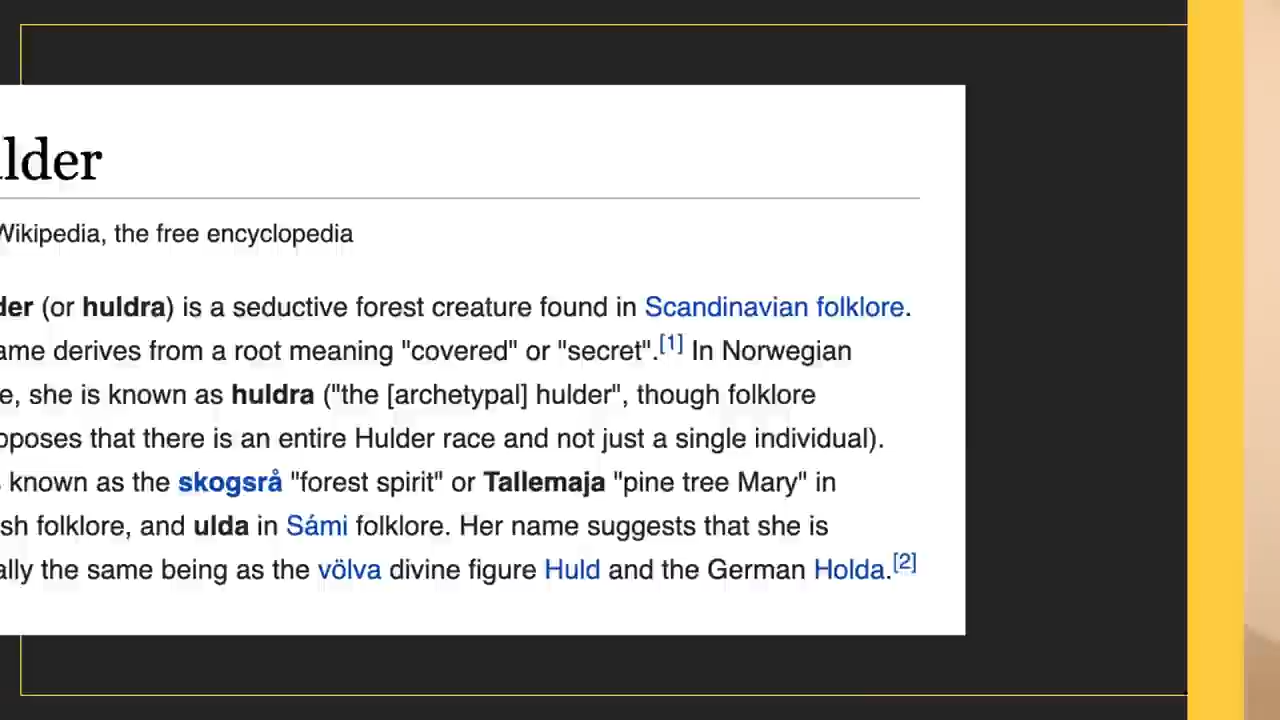 lder
Wikipedia, the free encyclopedia
der (or huldra) is a seductive forest creature found in Scandinavian folklore.
ame derives from a root meaning "covered" or "secret".[1] In Norwegian
e, she is known as huldra ("the [archetypal] hulder", though folklore
pposes that there is an entire Hulder race and not just a single individual).
s known as the skogsrå "forest spirit" or Tallemaja "pine tree Mary" in
sh folklore, and ulda in Sámi folklore. Her name suggests that she is
ally the same being as the völva divine figure Huld and the German Holda.[2]